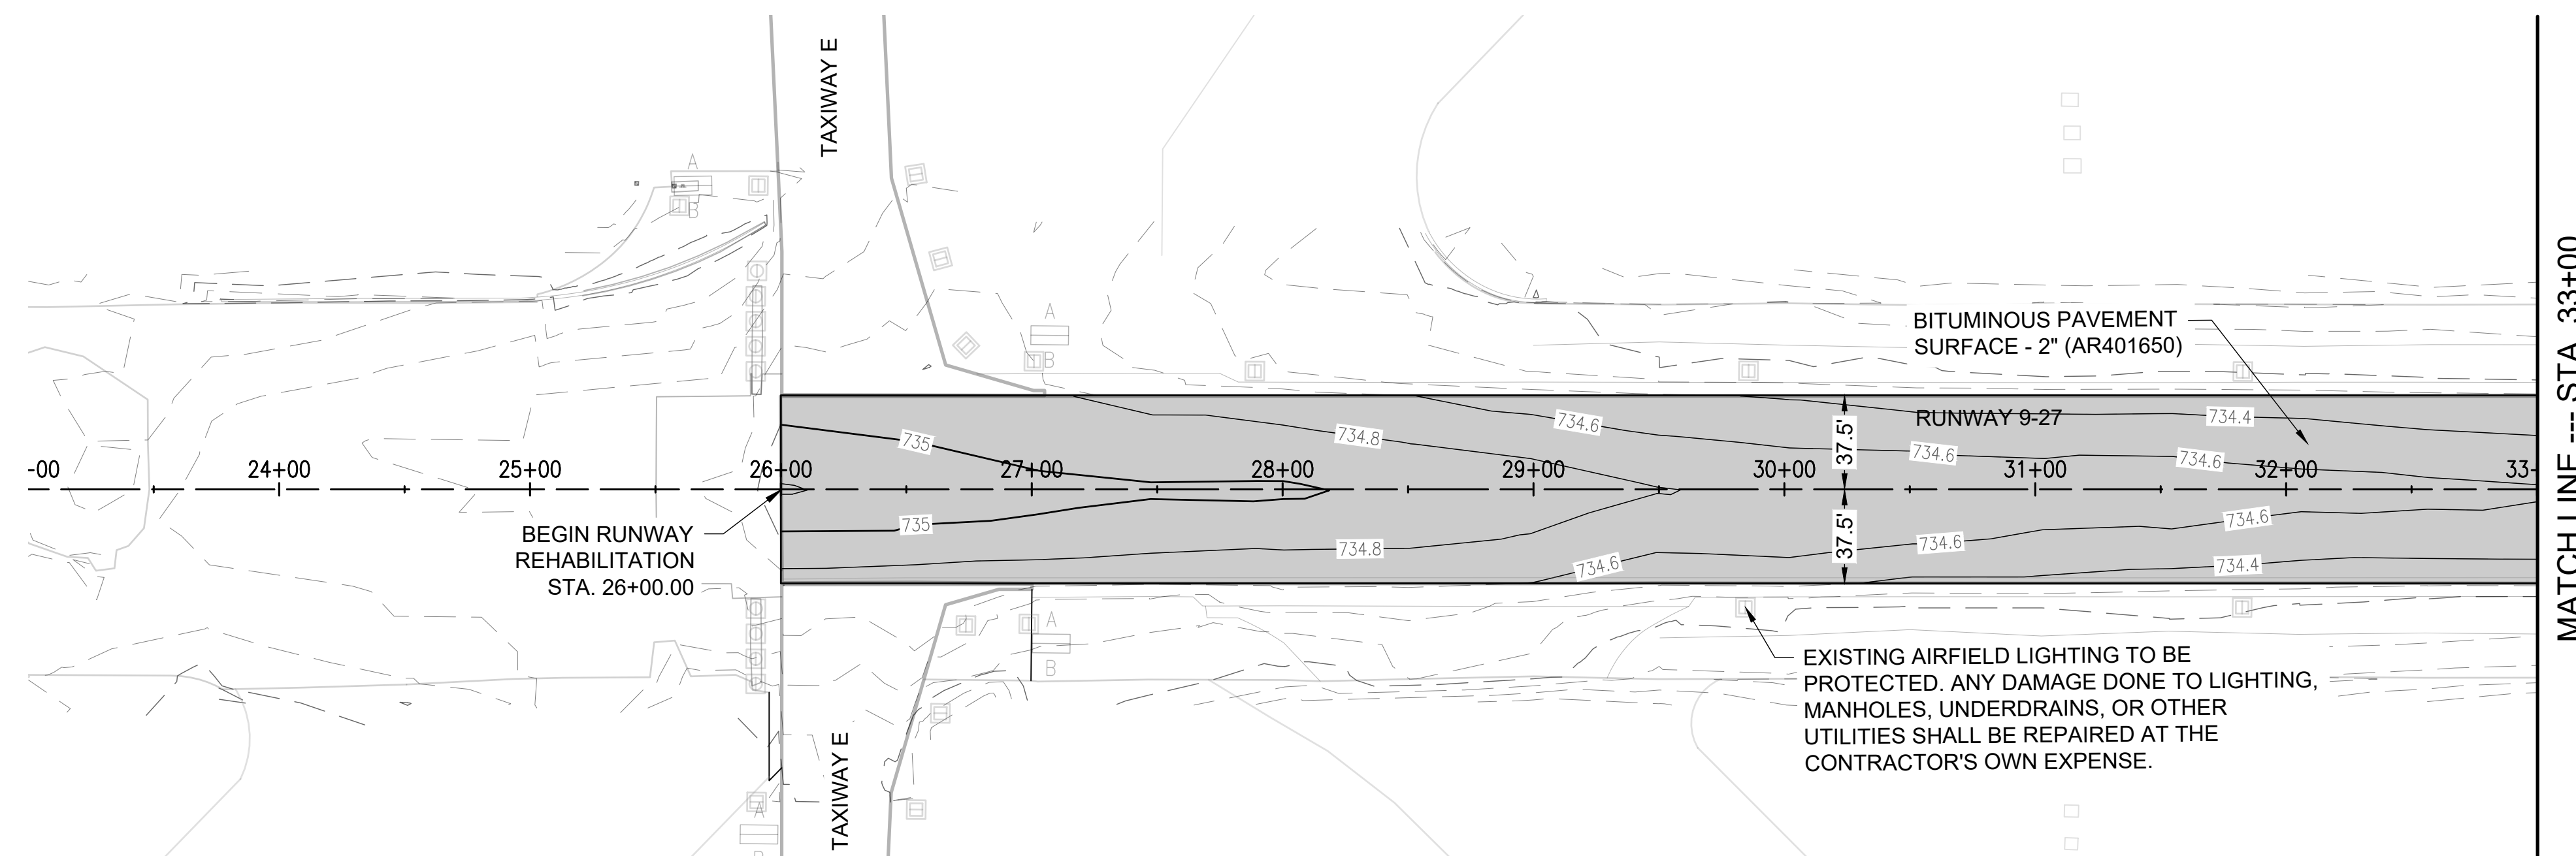 TAXIWAY E
A
B
A
B
BITUMINOUS PAVEMENT
SURFACE - 2" (AR401650)
MATCH LINE --- STA. 33+00
RUNWAY 9-27
735
734.8
734.6
734.6
734.6
734.4
37.5'
-00
24+00
25+00
26+00
27+00
28+00
29+00
30+00
31+00
32+00
33-
37.5'
735
734.8
734.6
734.6
734.6
734.4
BEGIN RUNWAY
REHABILITATION
STA. 26+00.00
A
B
EXISTING AIRFIELD LIGHTING TO BE
PROTECTED. ANY DAMAGE DONE TO LIGHTING,
MANHOLES, UNDERDRAINS, OR OTHER
UTILITIES SHALL BE REPAIRED AT THE
CONTRACTOR'S OWN EXPENSE.
TAXIWAY E
A